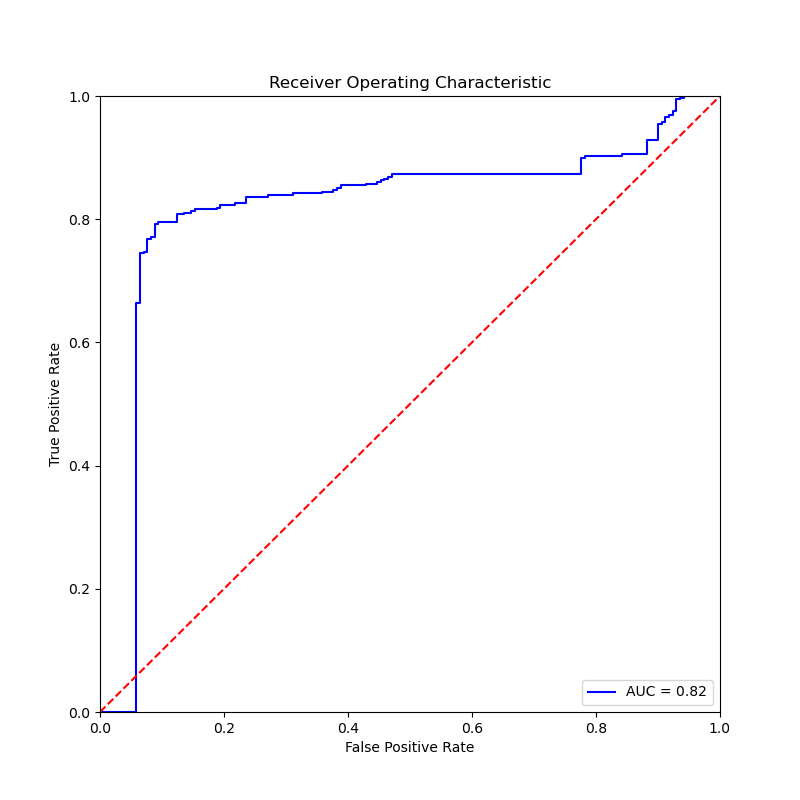 Receiver Operating Characteristic
1.0
0.8
0.6
0.4
0.2
0.0
True Positive Rate
AUC = 0.82
0.0 0.2 0.4 0.6 0.8 1.0
False Positive Rate